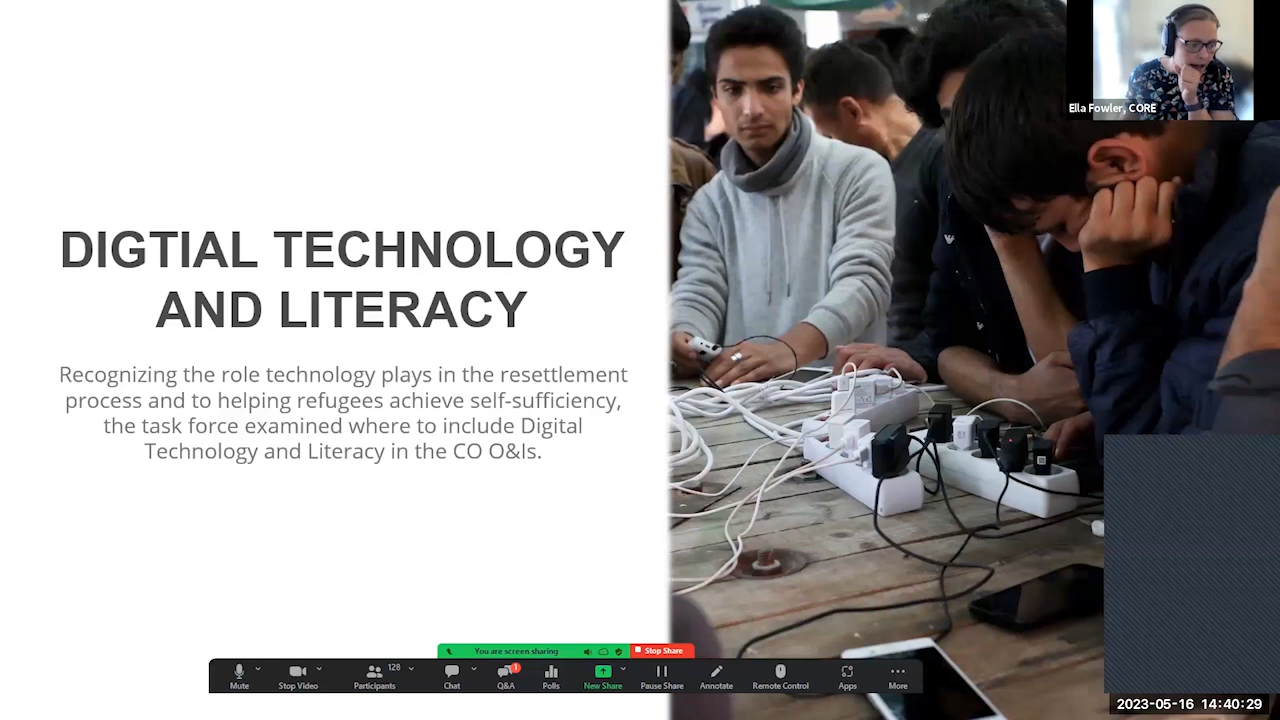 Ella Fowler, CORE
DIGTIAL TECHNOLOGY
AND LITERACY
Recognizing the role technology plays in the resettlement
process and to helping refugees achieve self-sufficiency,
the task force examined where to include Digital
Technology and Literacy in the CO O&Is.
You are screen sharing
Stop Share
Mute
Stop Video
128
Participants
Chat
1
Q&A
Polls
New Share
Pause Share
Annotate
Remote Control
Apps
More
2023-05-16 14:40:29